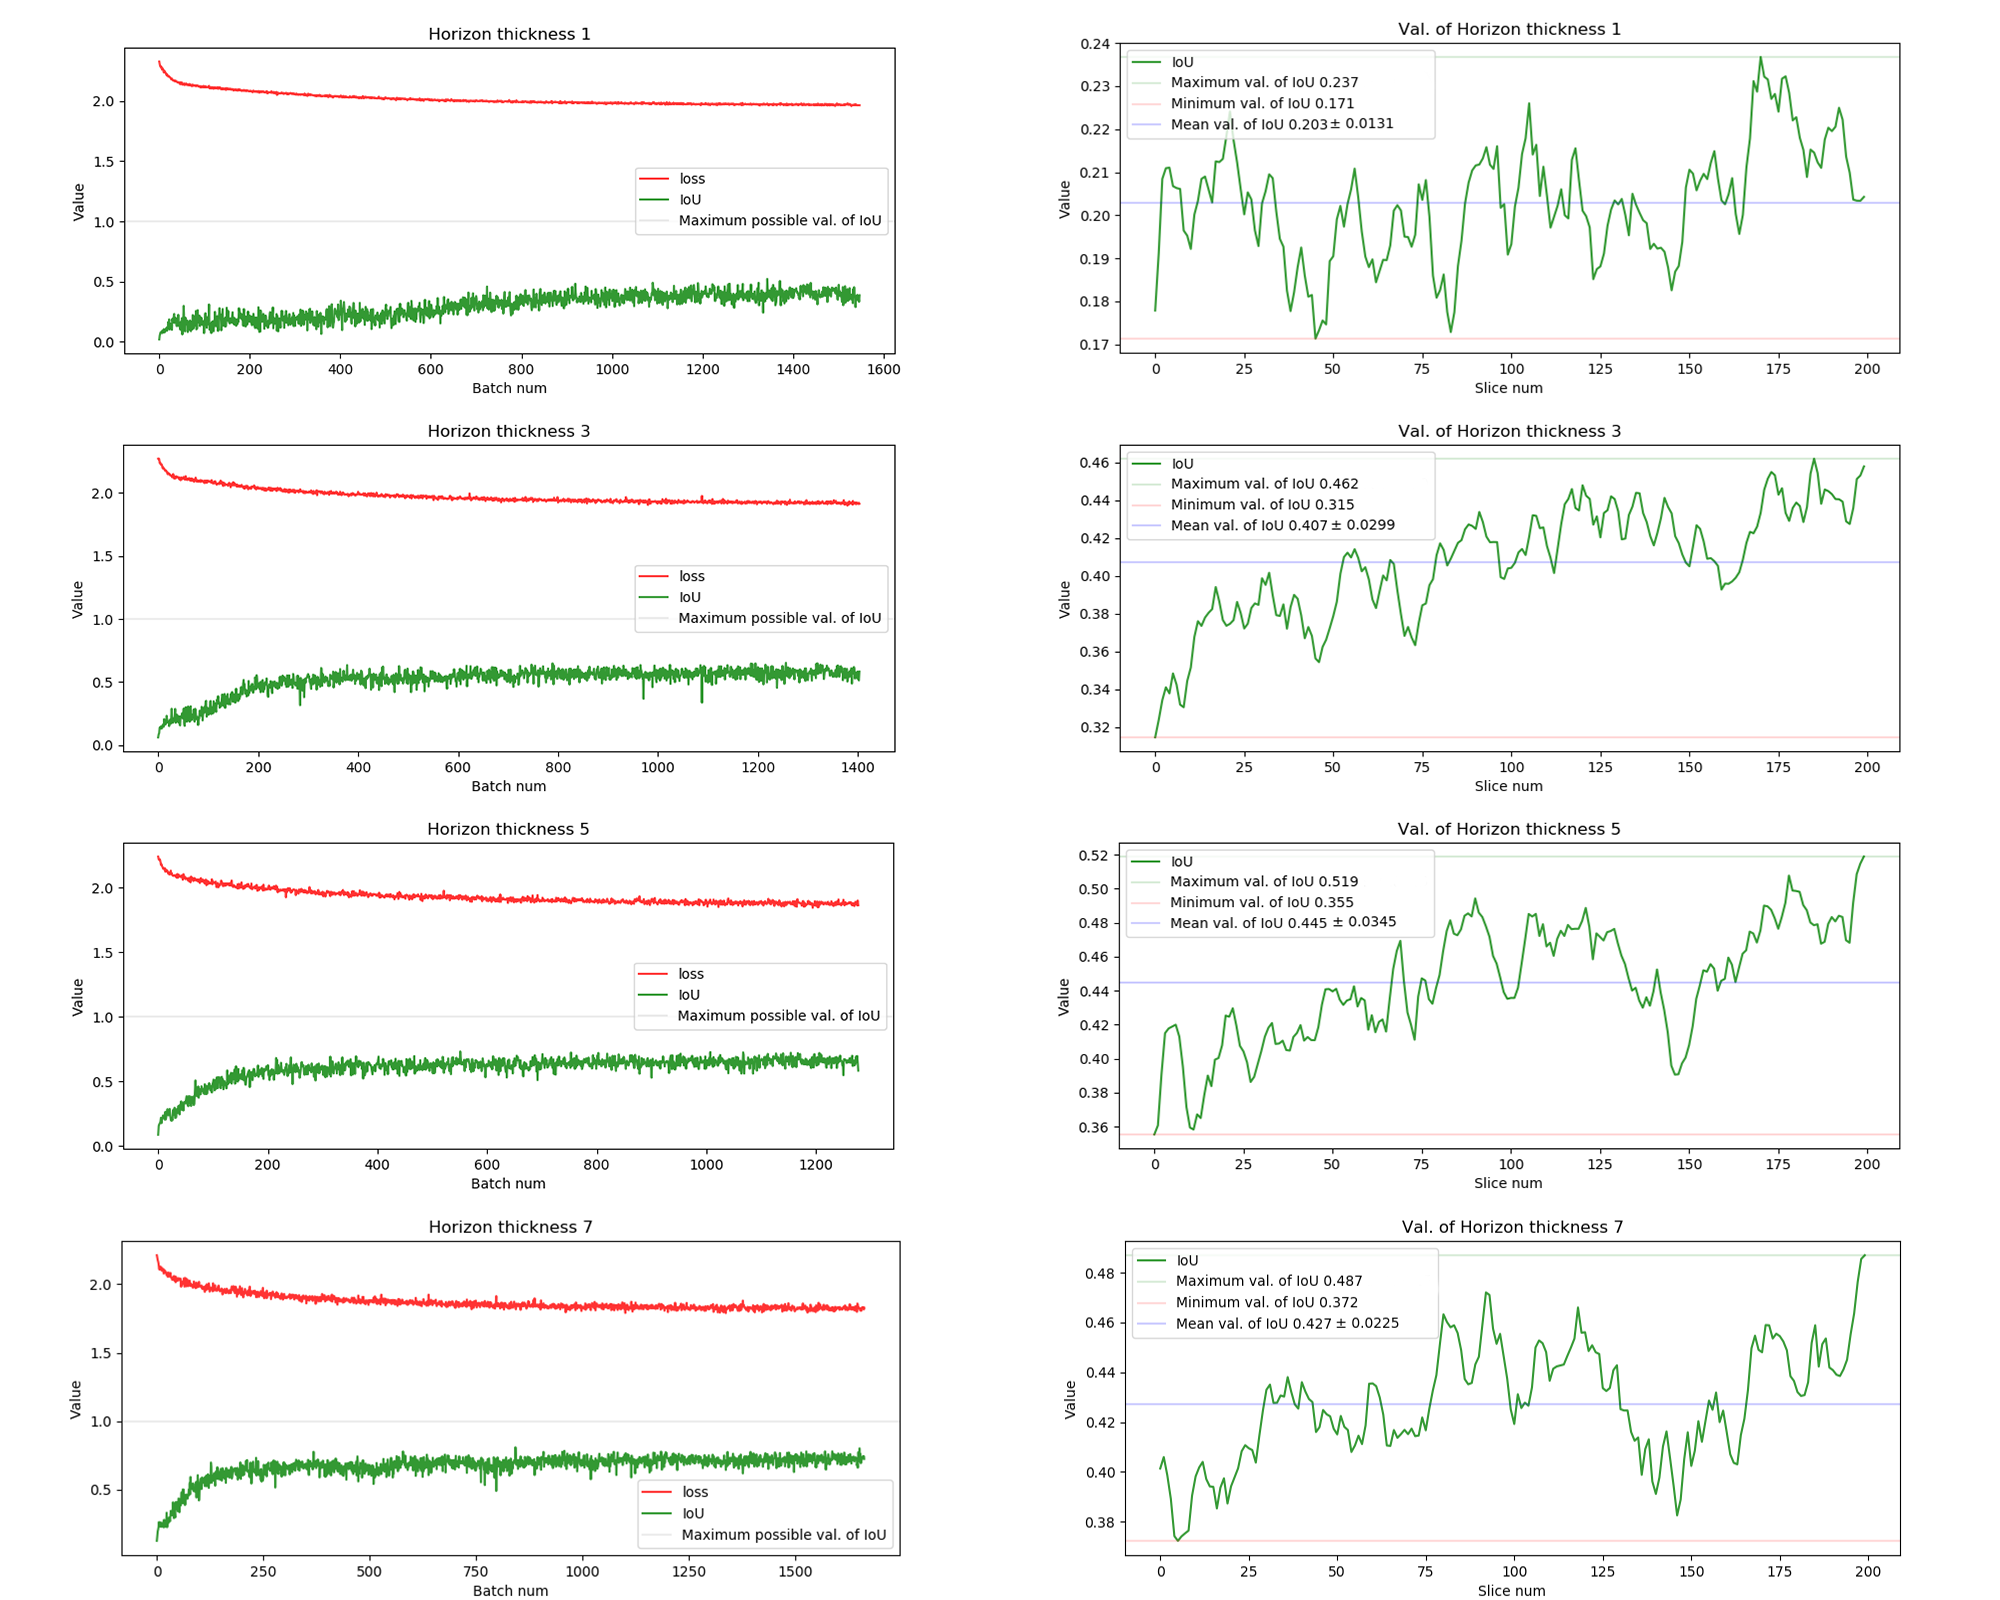 Horizon thickness 1
Value
2.0
1.5
1.0
0.5
0.0
loss
IoU
Maximum possible val. of IoU
0 200 400 600 800 1000 1200 1400 1600
Batch num
Val. of Horizon thickness 1
Value
0.24
0.23
0.22
0.21
0.20
0.19
0.18
0.17
IoU
Maximum val. of IoU 0.237
Minimum val. of IoU 0.171
Mean val. of IoU 0.203 ± 0.0131
0 25 50 75 100 125 150 175 200
Slice num
Horizon thickness 3
Value
2.0
1.5
1.0
0.5
0.0
loss
IoU
Maximum possible val. of IoU
0 200 400 600 800 1000 1200 1400
Batch num
Val. of Horizon thickness 3
Value
0.46
0.44
0.42
0.40
0.38
0.36
0.34
0.32
IoU
Maximum val. of IoU 0.462
Minimum val. of IoU 0.315
Mean val. of IoU 0.407 ± 0.0299
0 25 50 75 100 125 150 175 200
Slice num
Horizon thickness 5
Value
2.0
1.5
1.0
0.5
0.0
loss
IoU
Maximum possible val. of IoU
0 200 400 600 800 1000 1200
Batch num
Val. of Horizon thickness 5
Value
0.52
0.50
0.48
0.46
0.44
0.42
0.40
0.38
0.36
IoU
Maximum val. of IoU 0.519
Minimum val. of IoU 0.355
Mean val. of IoU 0.445 ± 0.0345
0 25 50 75 100 125 150 175 200
Slice num
Horizon thickness 7
Value
2.0
1.5
1.0
0.5
loss
IoU
Maximum possible val. of IoU
0 250 500 750 1000 1250 1500
Batch num
Val. of Horizon thickness 7
Value
0.48
0.46
0.44
0.42
0.40
0.38
IoU
Maximum val. of IoU 0.487
Minimum val. of IoU 0.372
Mean val. of IoU 0.427 ± 0.0225
0 25 50 75 100 125 150 175 200
Slice num